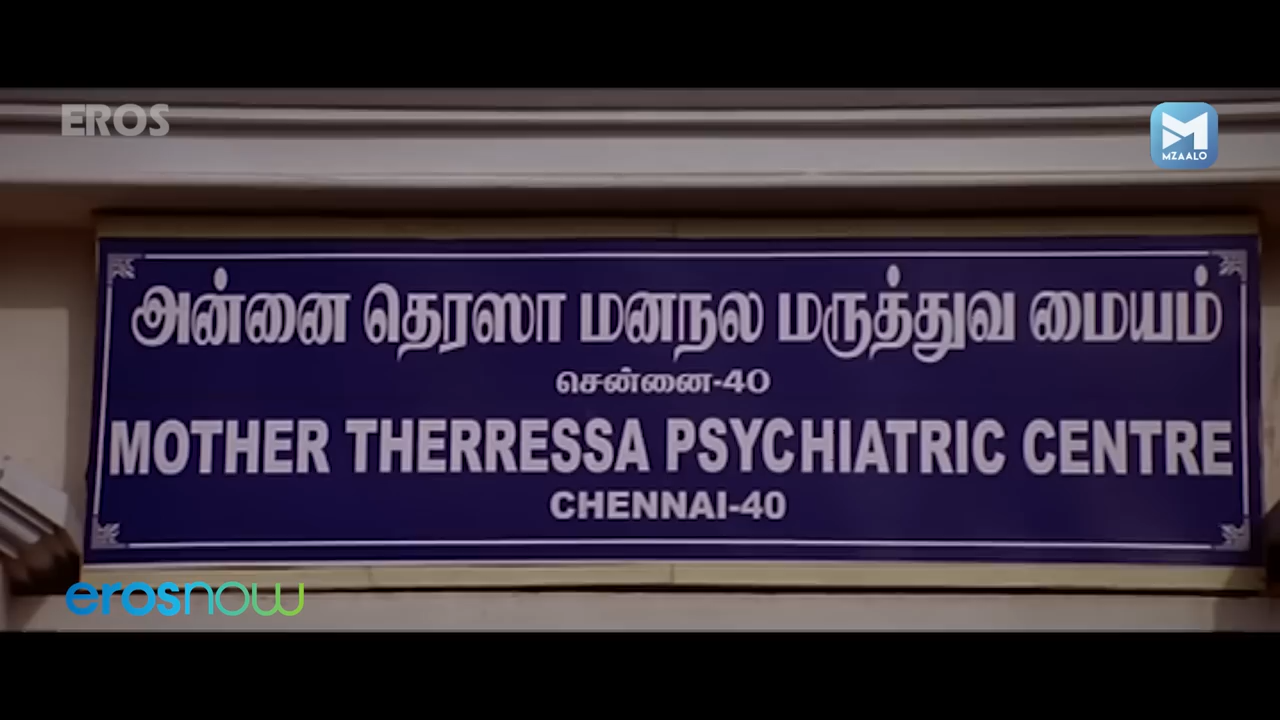 EROS
MZAALO
அன்னை தெரஸா மனநல மருத்துவ மையம்
சென்னை-40
MOTHER THERRESSA PSYCHIATRIC CENTRE
CHENNAI-40
erosnow